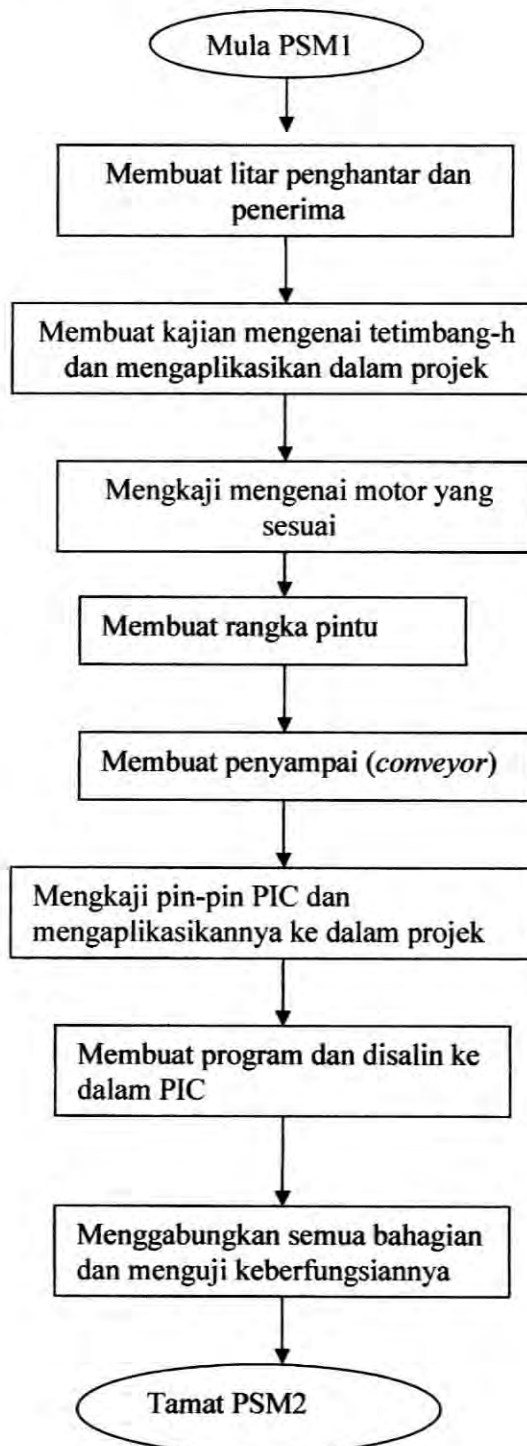 Mula PSM1
Membuat litar penghantar dan
penerima
Membuat kajian mengenai tetimbang-h
dan mengaplikasikan dalam projek
Mengkaji mengenai motor yang
sesuai
Membuat rangka pintu
Membuat penyampai (conveyor)
Mengkaji pin-pin PIC dan
mengaplikasikannya ke dalam projek
Membuat program dan disalin ke
dalam PIC
Menggabungkan semua bahagian
dan menguji keberfungsiannya
Tamat PSM2